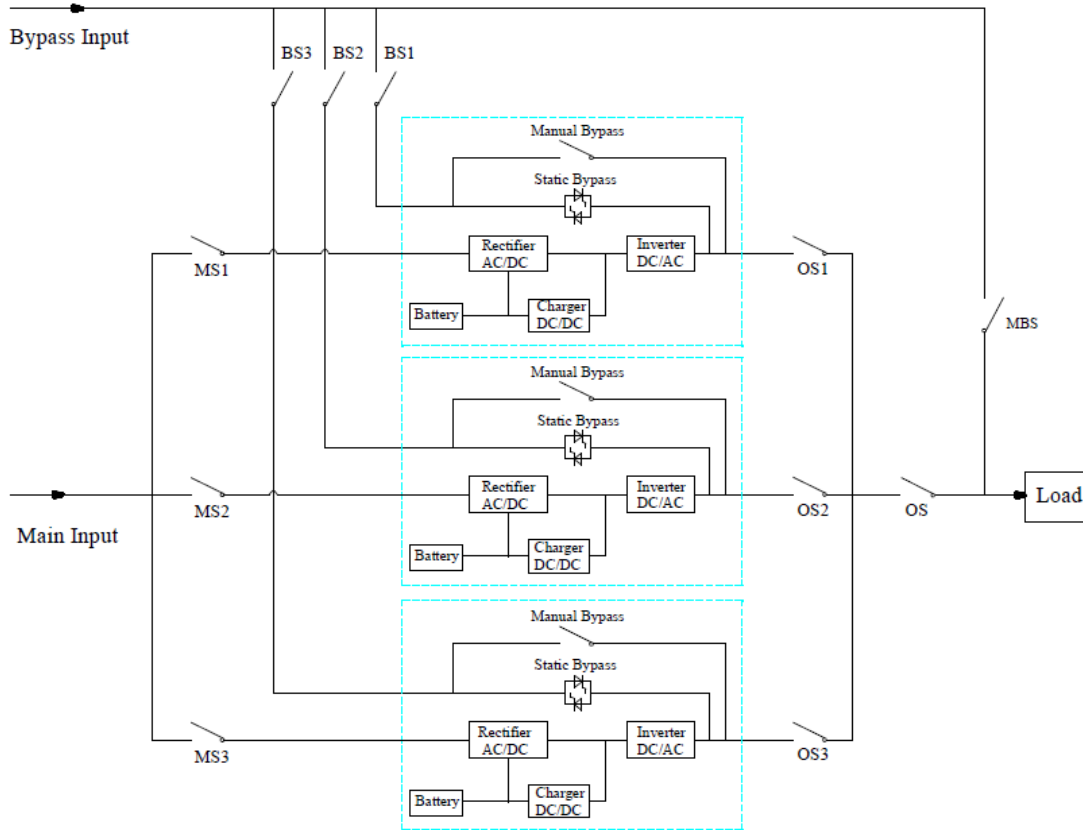 Bypass Input
BS3
BS2
BS1
Manual Bypass
Static Bypass
MS1
Rectifier
AC/DC
Inverter
DC/AC
OS1
Battery
Charger
DC/DC
MBS
Manual Bypass
Static Bypass
Main Input
MS2
Rectifier
AC/DC
Inverter
DC/AC
OS2
OS
Load
Battery
Charger
DC/DC
Manual Bypass
Static Bypass
MS3
Rectifier
AC/DC
Inverter
DC/AC
OS3
Battery
Charger
DC/DC